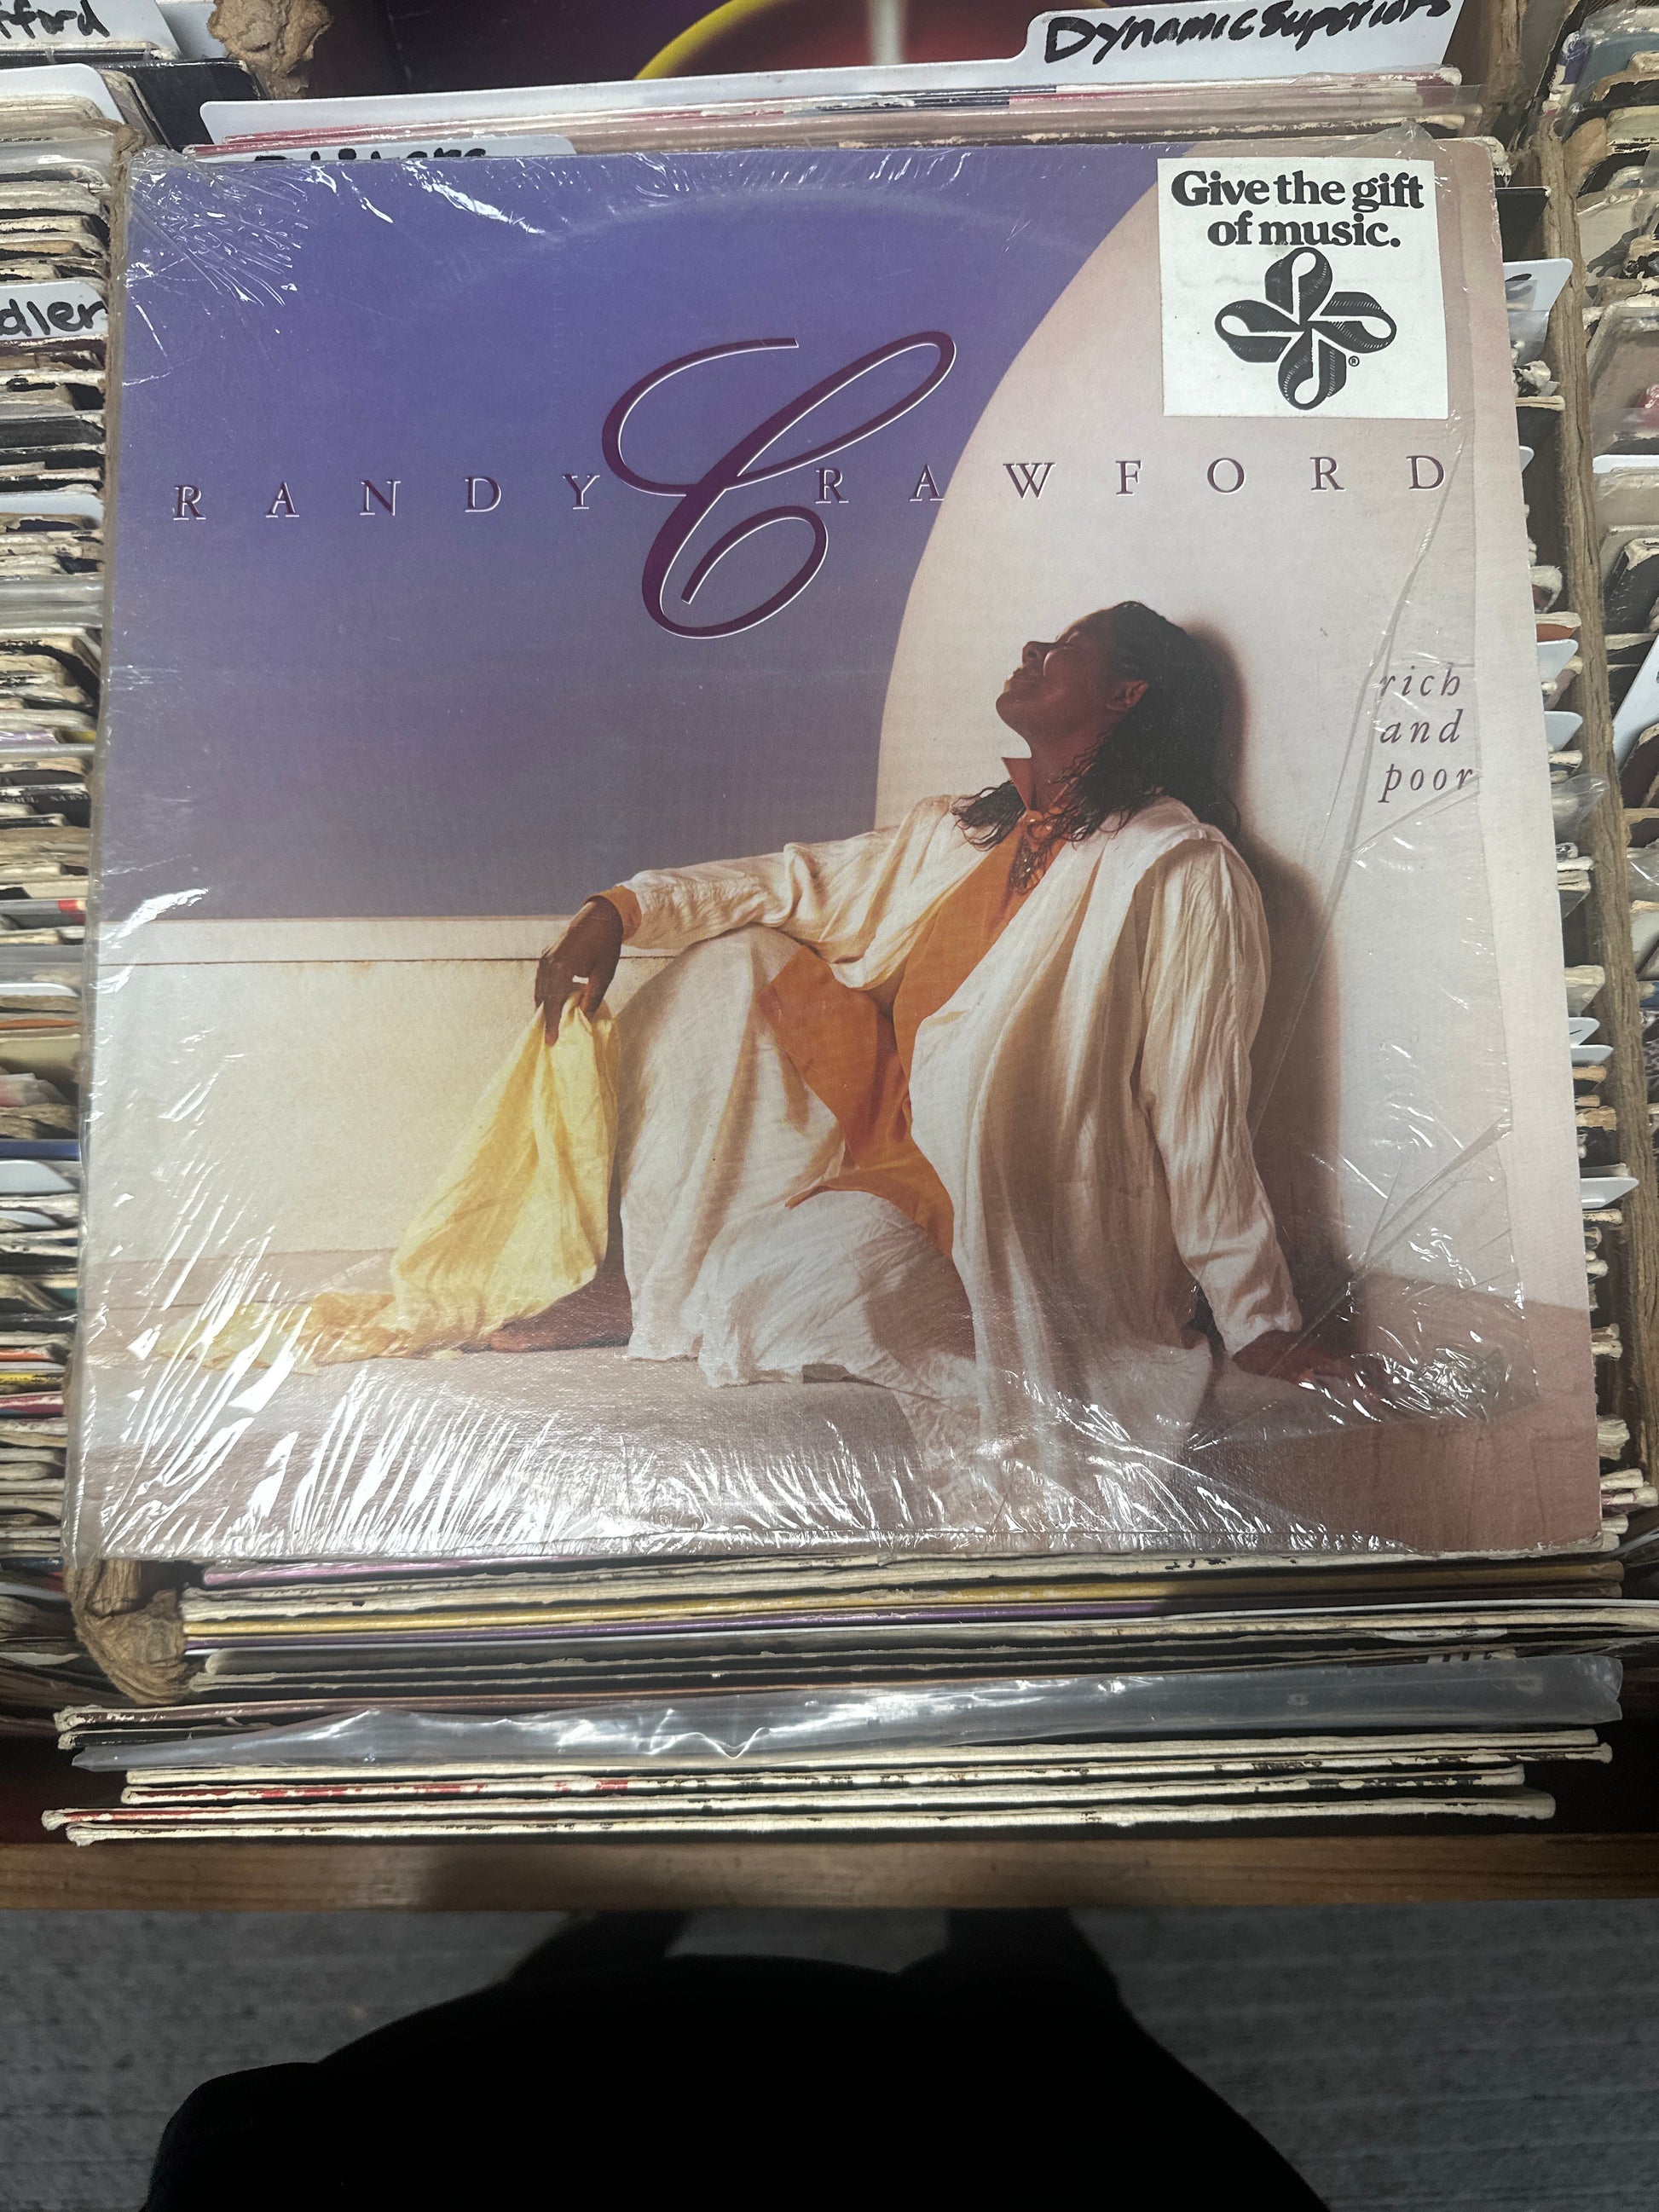 Dynamic Superiors
Give the gift
of music.
®
RANDY CRAWFORD
rich
and
poor